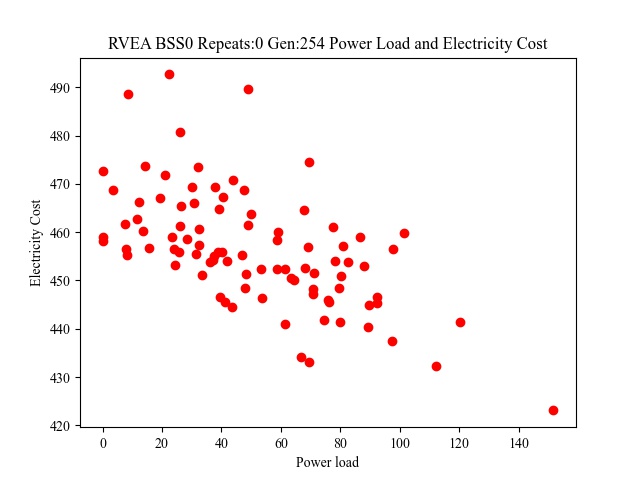 RVEA BSS0 Repeats:0 Gen:254 Power Load and Electricity Cost
490
480
470
460
450
440
430
420
Electricity Cost
0 20 40 60 80 100 120 140
Power load